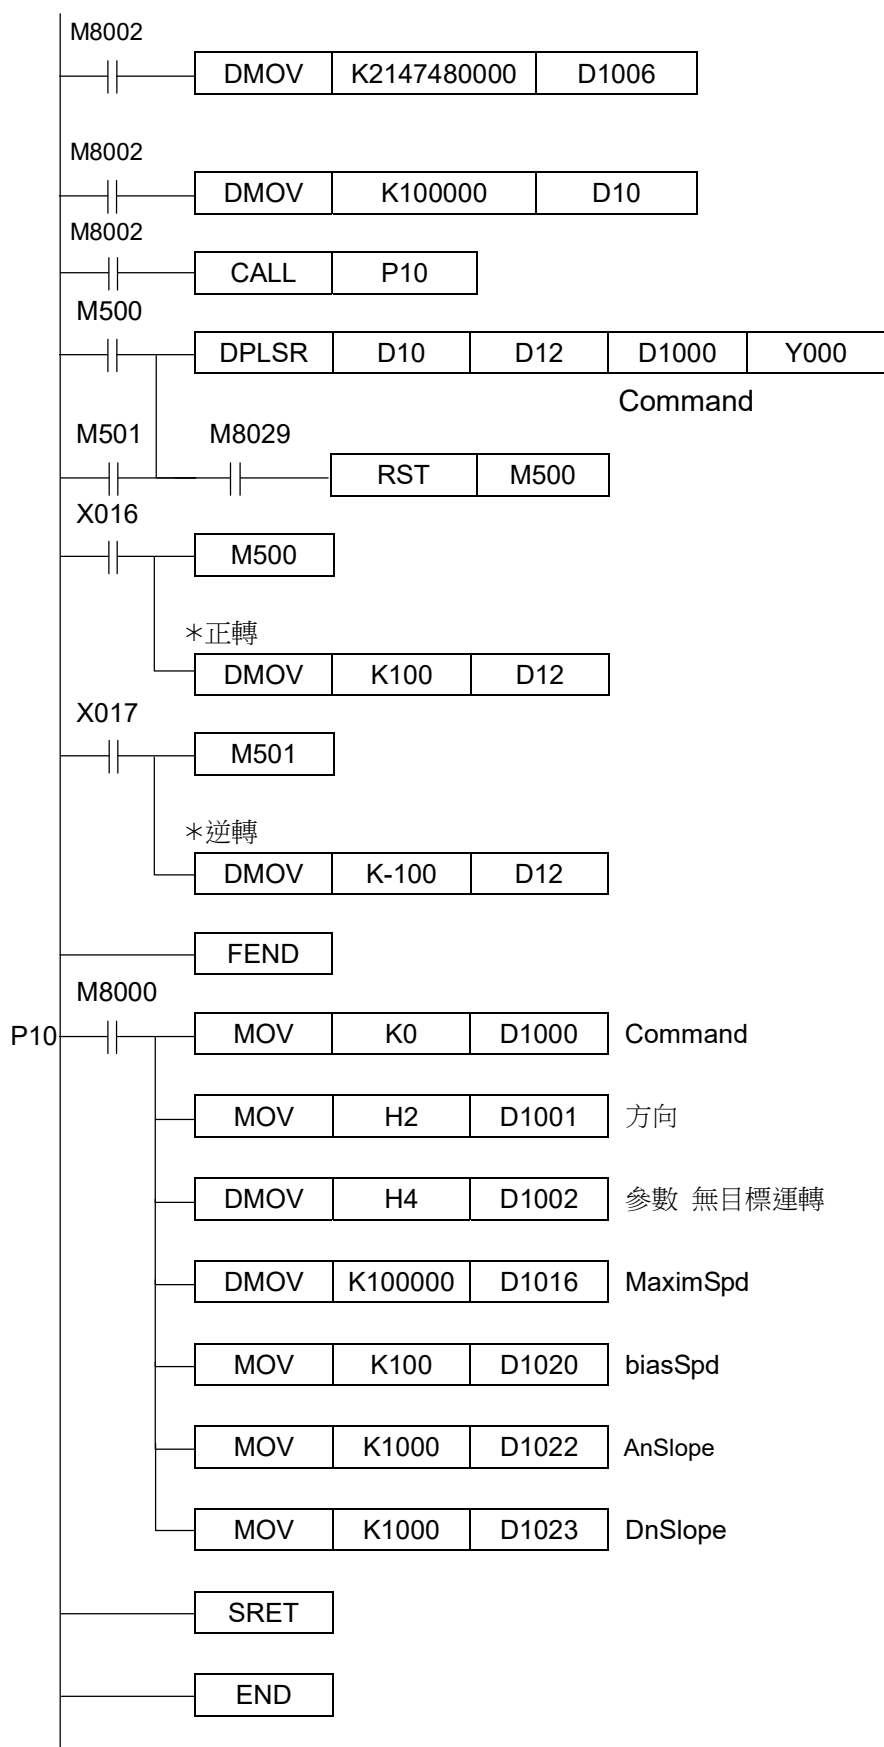 M8002
DMOV K2147480000 D1006
M8002
DMOV K100000 D10
M8002
CALL P10
M500
DPLSR D10 D12 D1000 Y000
Command
M501 M8029
RST M500
X016
M500
＊正轉
DMOV K100 D12
X017
M501
＊逆轉
DMOV K-100 D12
FEND
M8000
P10 MOV K0 D1000 Command
MOV H2 D1001 方向
DMOV H4 D1002 參數 無目標運轉
DMOV K100000 D1016 MaximSpd
MOV K100 D1020 biasSpd
MOV K1000 D1022 AnSlope
MOV K1000 D1023 DnSlope
SRET
END